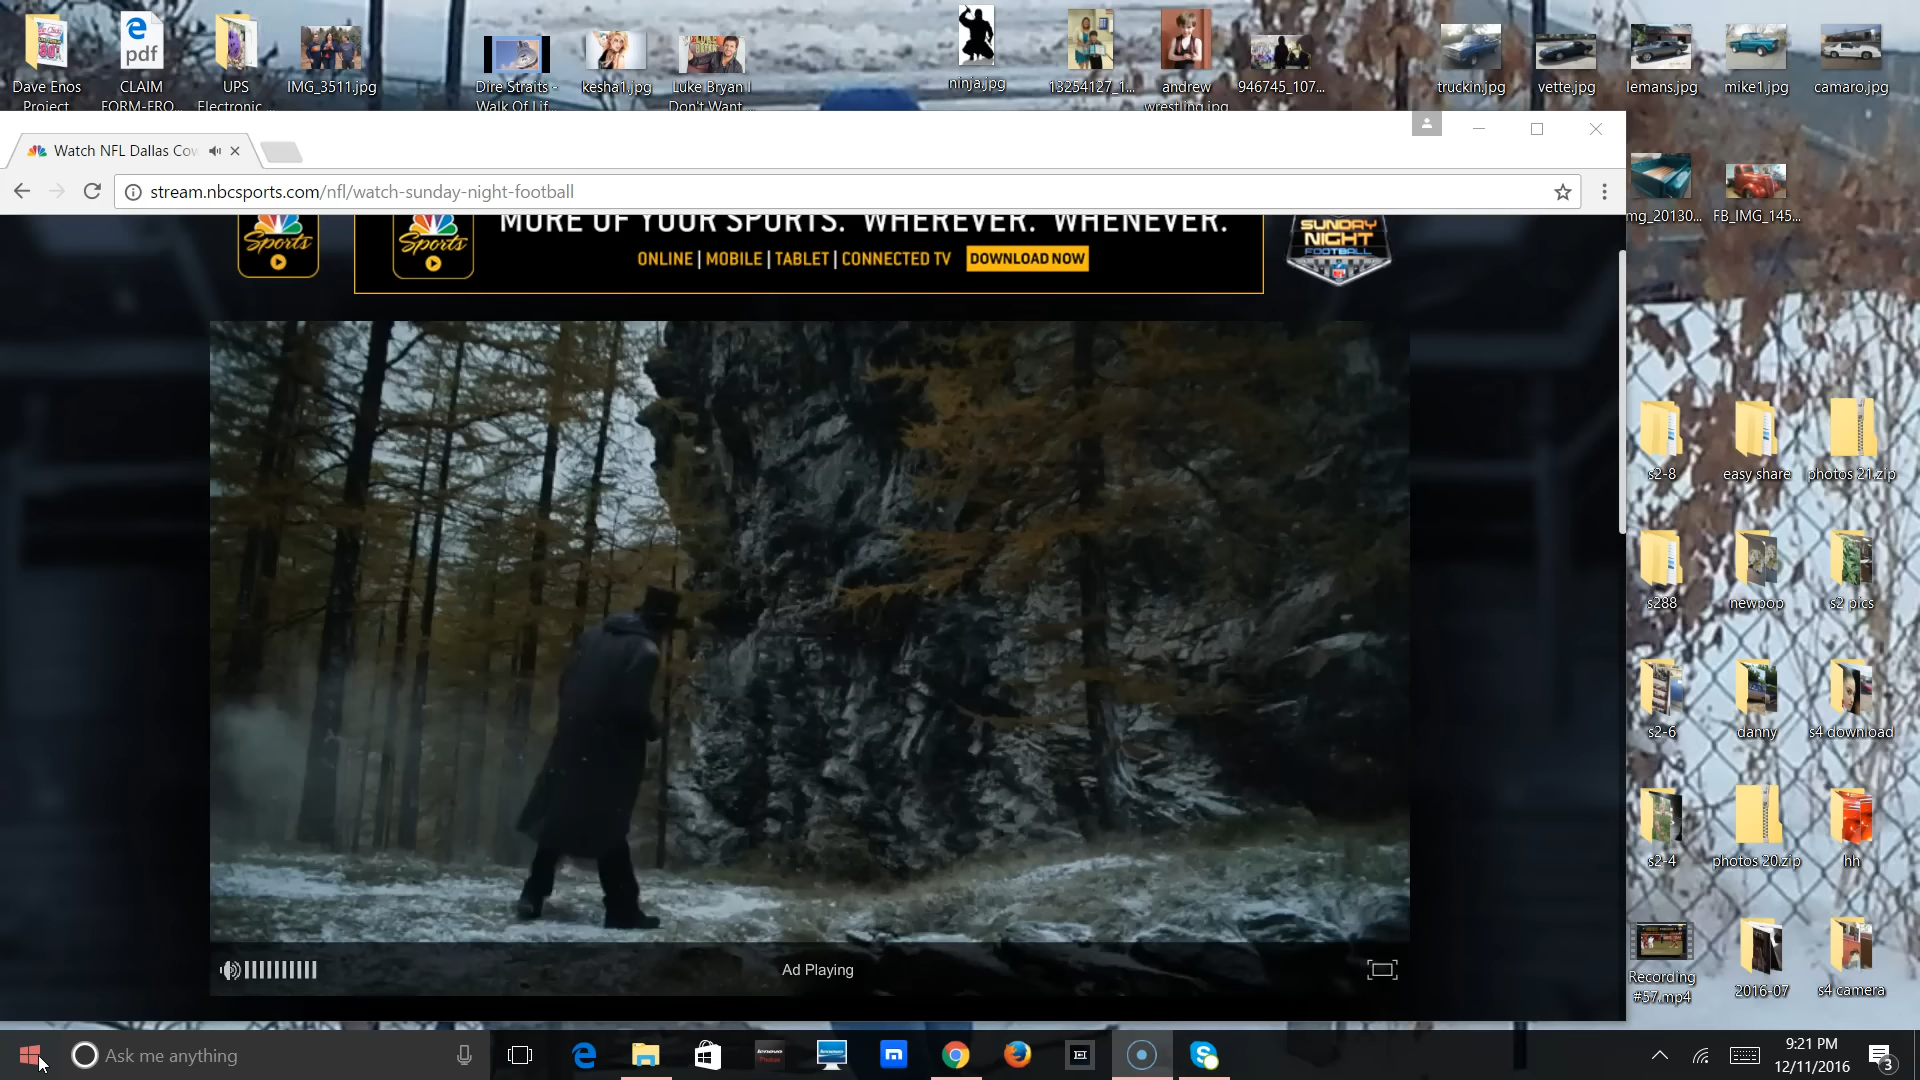 Dave Enos
Project
CLAIM
FORM-FRO...
UPS
Electronic ...
IMG_3511.jpg
Dire Straits -
Walk Of Lif...
kesha1.jpg
Luke Bryan I
Don't Want ...
ninja.jpg
13254127_1...
andrew
wrestling.jpg
946745_107...
truckin.jpg
vette.jpg
lemans.jpg
mike1.jpg
camaro.jpg
pdf
Watch NFL Dallas Cov
stream.nbcsports.com/nfl/watch-sunday-night-football
mg_20130...
FB_IMG_145...
Sports
Sports
MORE OF YOUR SPORTS. WHEREVER. WHENEVER.
ONLINE | MOBILE | TABLET | CONNECTED TV
DOWNLOAD NOW
SUNDAY
NIGHT
FOOTBALL
s2-8
easy share
photos 21.zip
s288
newpop
s2 pics
s2-6
danny
s4 download
s2-4
photos 20.zip
hh
Recording
#57.mp4
2016-07
s4 camera
Ad Playing
Ask me anything
9:21 PM
12/11/2016
3